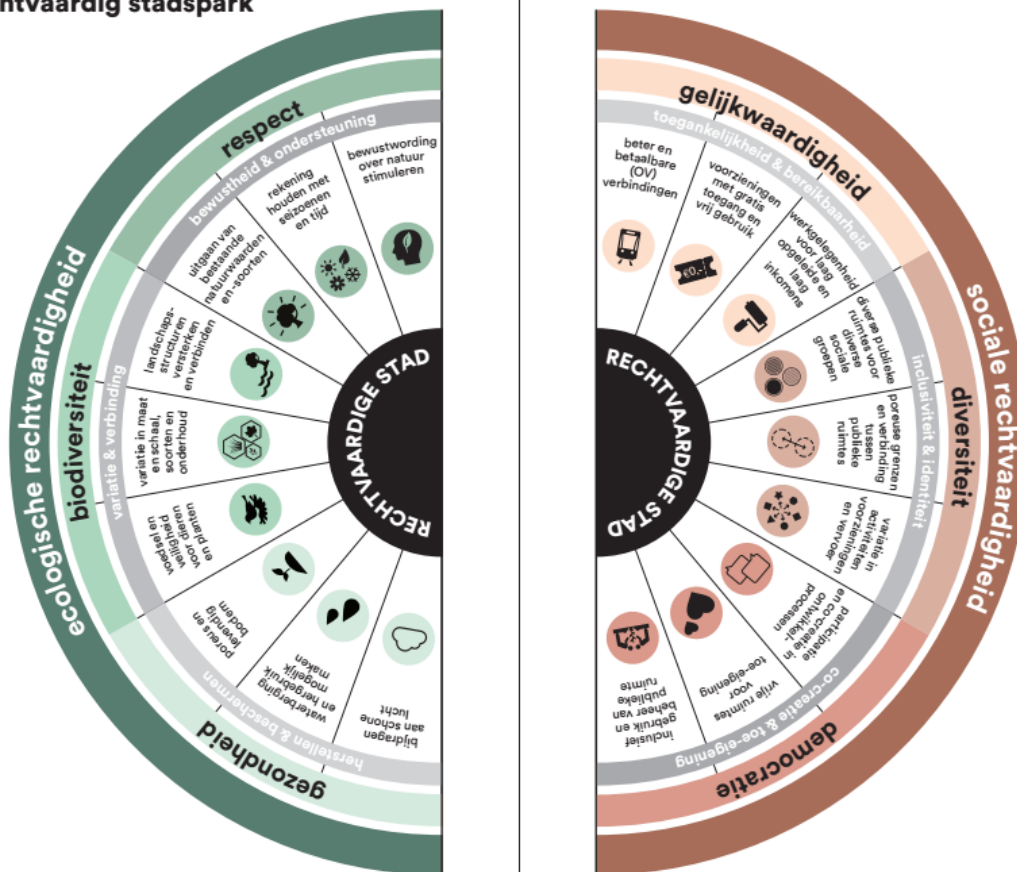 htvaardig stadspark
ecologische rechtvaardigheid
respect
bewustheid & ondersteuning
bewustwording
over natuur
stimuleren
rekening
houden met
seizoenen
en tijd
uitgaan van
bestaande
natuurwaarden
en -soorten
biodiversiteit
variatie & verbinding
landschaps-
structuren
versterken
en verbinden
variatie in maat
en schaal,
soorten en
onderhoud
voedsel en
veiligheid
voor dieren
en planten
gezondheid
herstellen & beschermen
poreus en
levendig
bodem
waterberging
en hergebruik
mogelijk
maken
bijdragen
aan schone
lucht
RECHTVAARDIGE STAD
sociale rechtvaardigheid
gelijkwaardigheid
toegankelijkheid & bereikbaarheid
beter en
betaalbare
(OV)
verbindingen
voorzieningen
met gratis
toegang en
vrij gebruik
€0,-
werkgelegenheid
voor laag
opgeleide en
laag
inkomens
diversiteit
inclusiviteit & identiteit
diverse publieke
ruimtes voor
diverse
sociale
groepen
poreuse grenzen
en verbinding
tussen
publieke
ruimtes
variatie in
activiteiten
voorzieningen
en vervoer
democratie
co-creatie & toe-eigening
participatie
en co-creatie in
ontwikkel-
processen
vrije ruimtes
voor
toe-eigening
inclusief
gebruik en
beheer van
publieke
ruimte
RECHTVAARDIGE STAD